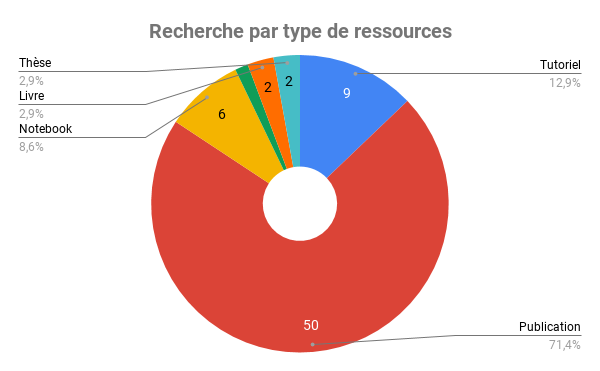 Recherche par type de ressources
Thèse
2,9%
Livre
2,9%
Notebook
8,6%
Tutoriel
12,9%
Publication
71,4%
9
50
6
2
2